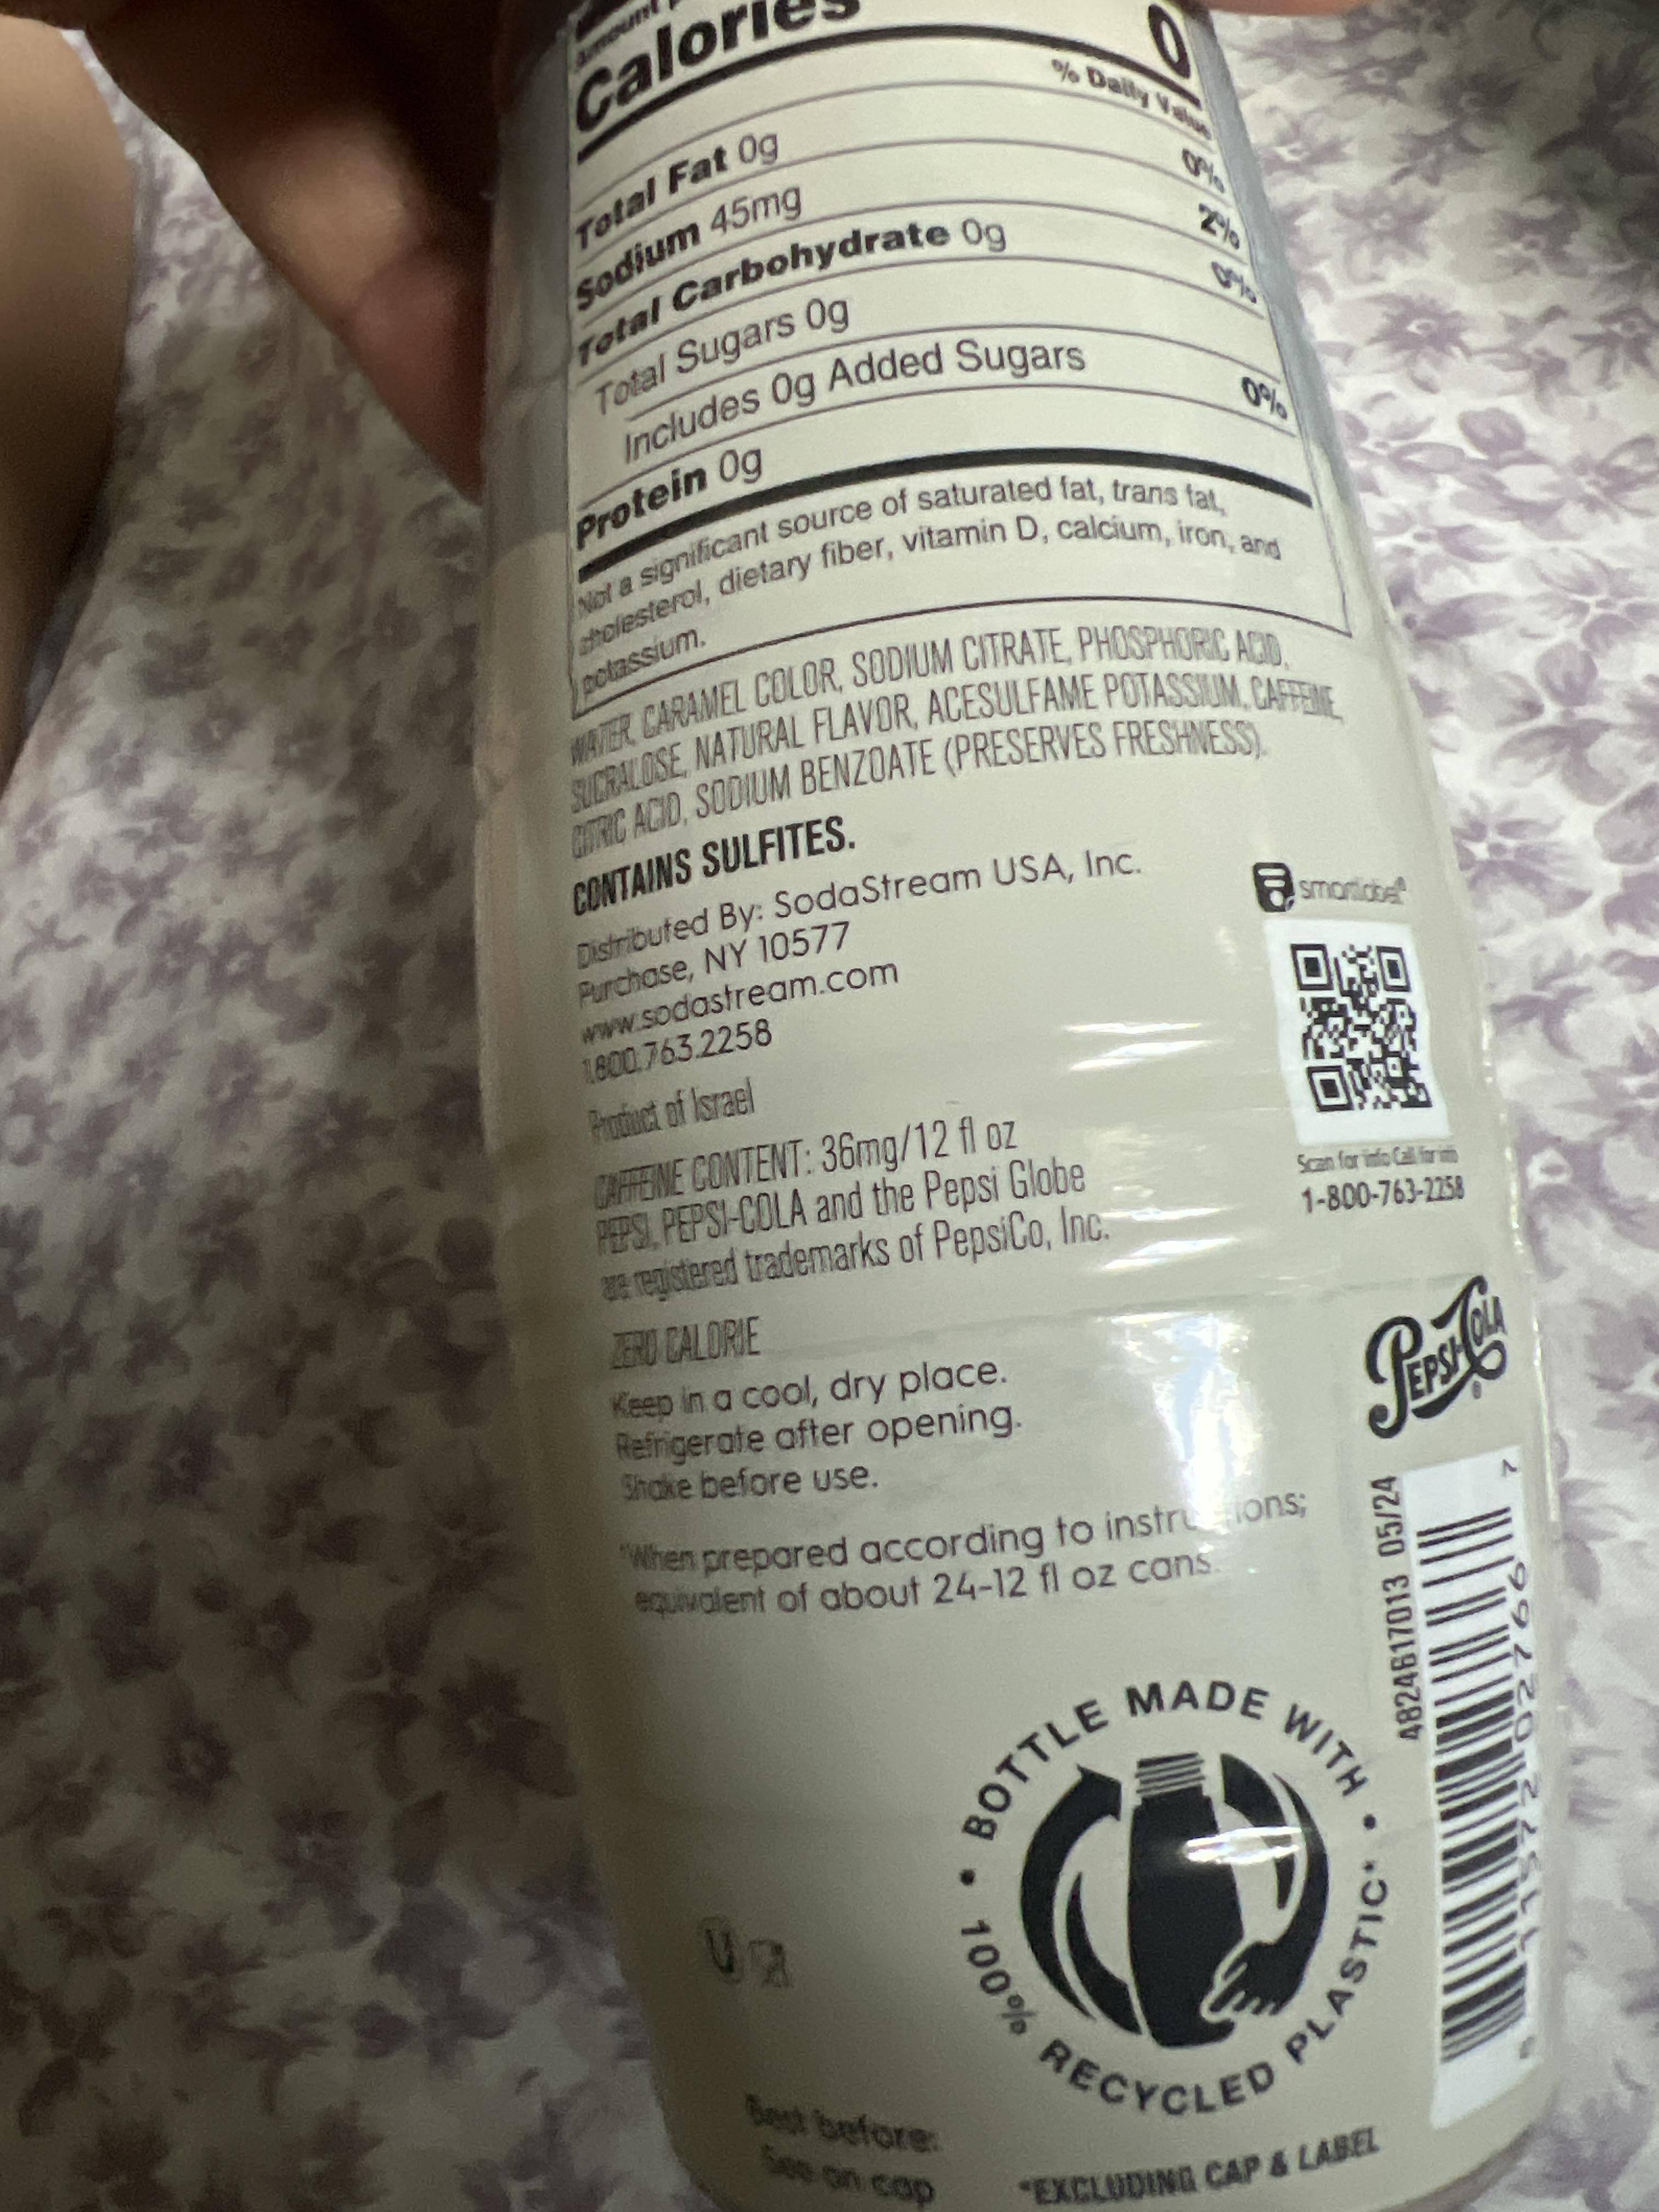 Amount
Calories 0
% Daily Value
Total Fat 0g 0%
Sodium 45mg 2%
Total Carbohydrate 0g 0%
Total Sugars 0g
Includes 0g Added Sugars 0%
Protein 0g
Not a significant source of saturated fat, trans fat,
cholesterol, dietary fiber, vitamin D, calcium, iron, and
potassium.
WATER, CARAMEL COLOR, SODIUM CITRATE, PHOSPHORIC ACID,
SUCRALOSE, NATURAL FLAVOR, ACESULFAME POTASSIUM, CAFFEINE,
CITRIC ACID, SODIUM BENZOATE (PRESERVES FRESHNESS).
CONTAINS SULFITES.
Distributed By: SodaStream USA, Inc.
Purchase, NY 10577
www.sodastream.com
1.800.763.2258
Product of Israel
CAFFEINE CONTENT: 36mg/12 fl oz
PEPSI, PEPSI-COLA and the Pepsi Globe
are registered trademarks of PepsiCo, Inc.
ZERO CALORIE
Keep in a cool, dry place.
Refrigerate after opening.
Shake before use.
*When prepared according to instructions;
equivalent of about 24-12 fl oz cans.
smartlabel®
Scan for info Call for info
1-800-763-2258
PEPSI-COLA®
4824617013 05/24
11572 02766 7
• BOTTLE MADE WITH •
100% RECYCLED PLASTIC*
U
Best before:
See on cap
*EXCLUDING CAP & LABEL